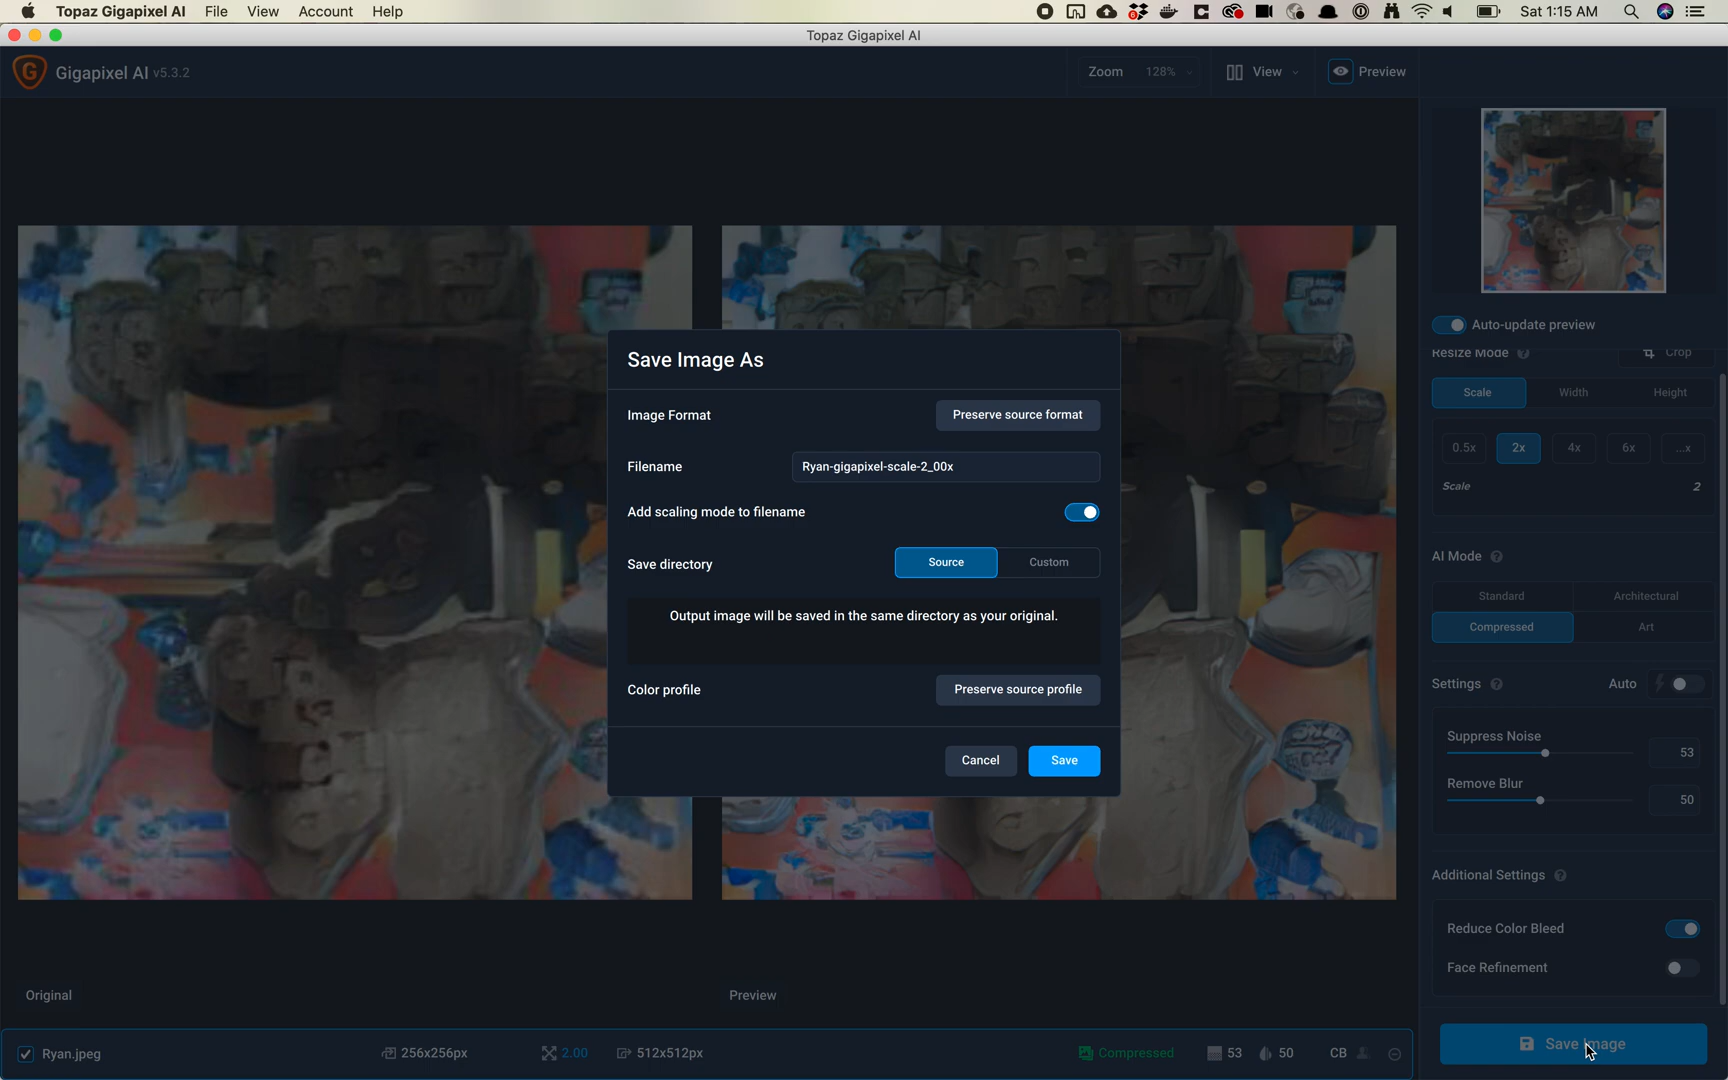 Topaz Gigapixel AI File View Account Help Sat 1:15 AM
Topaz Gigapixel AI
Gigapixel AI v5.3.2 Zoom 128% View Preview
Auto-update preview
Resize Mode Crop
Scale Width Height
0.5x 2x 4x 6x ...x
Scale 2
AI Mode
Standard Architectural
Compressed Art
Settings Auto
Suppress Noise
53
Remove Blur
50
Additional Settings
Reduce Color Bleed
Face Refinement
Save Image
Save Image As
Image Format Preserve source format
Filename Ryan-gigapixel-scale-2_00x
Add scaling mode to filename
Save directory Source Custom
Output image will be saved in the same directory as your original.
Color profile Preserve source profile
Cancel Save
Original Preview
Ryan.jpeg 256x256px 2.00 512x512px Compressed 53 50 CB